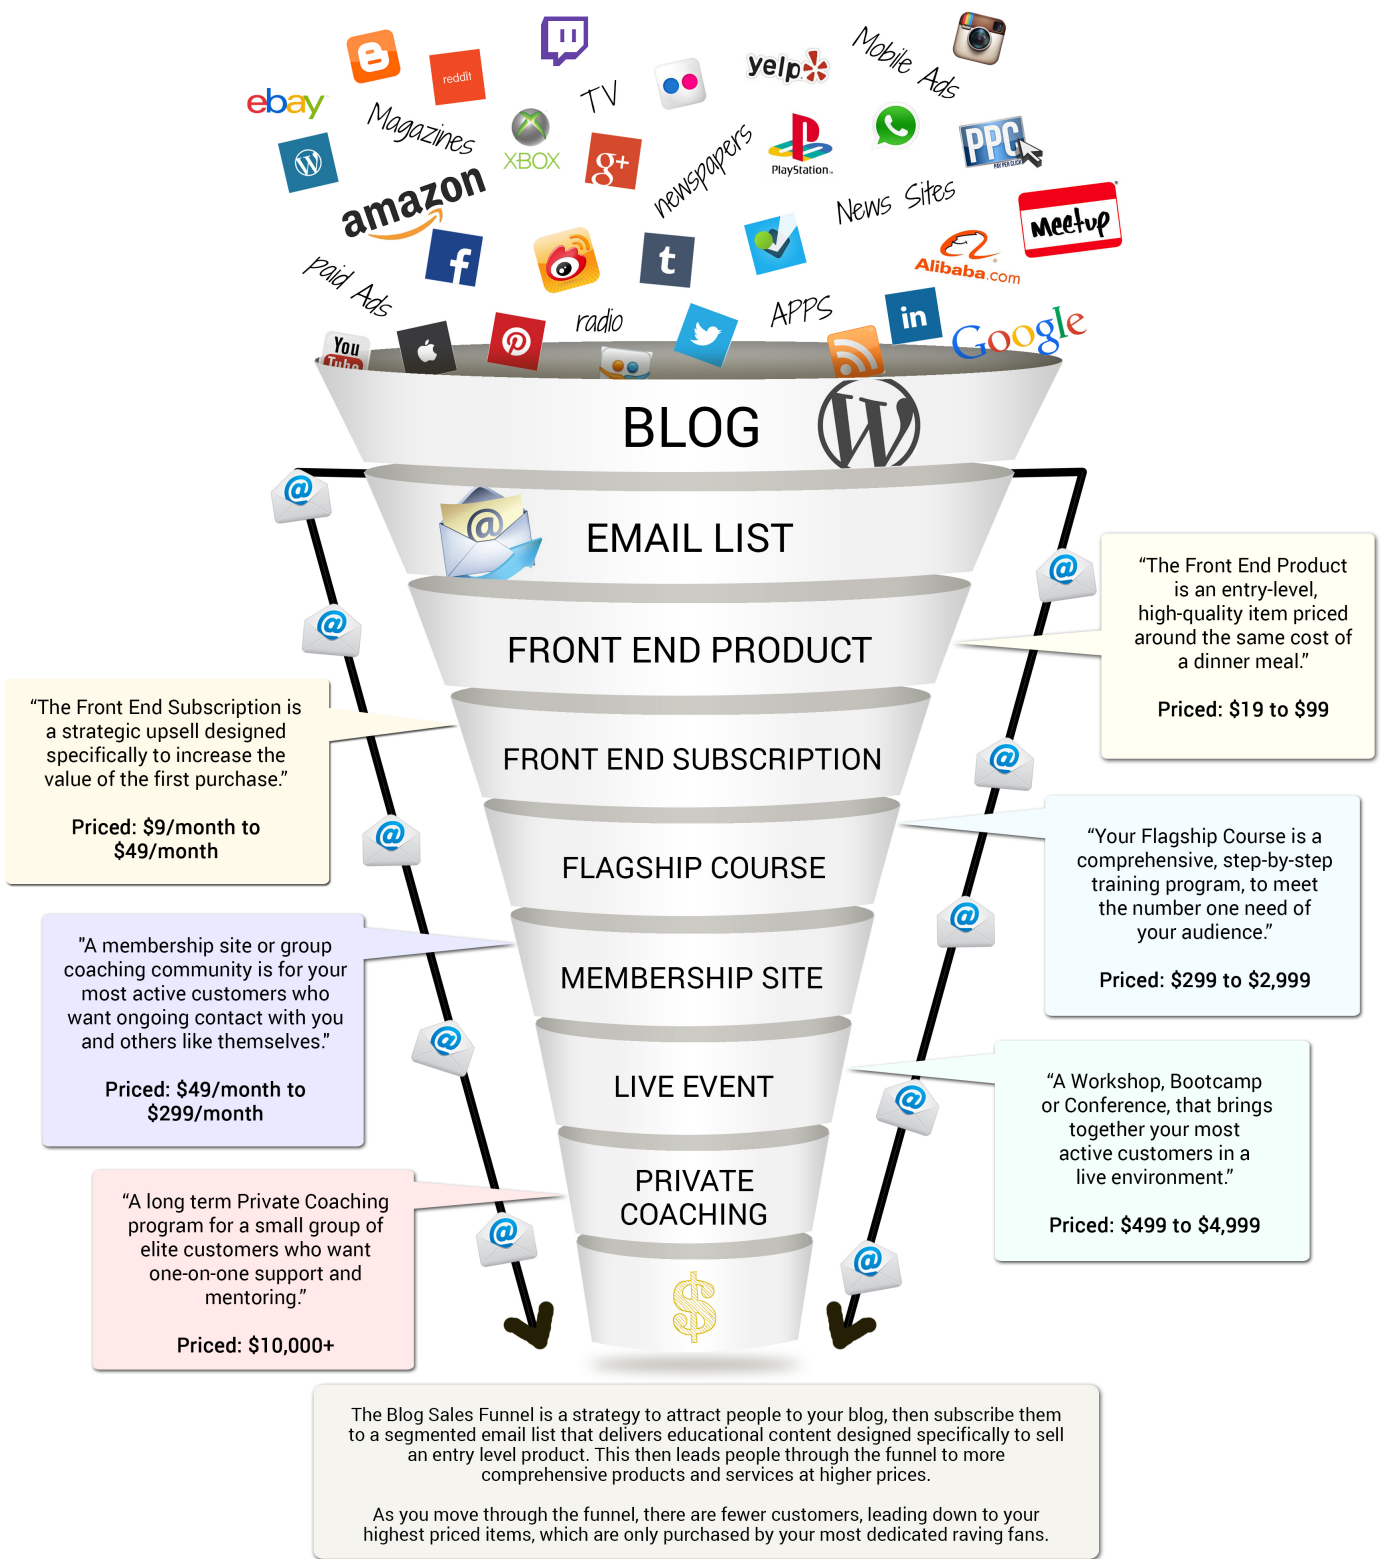 ebay
reddit
Magazines
TV
yelp
Mobile Ads
XBOX
g+
newspapers
PlayStation
PPC
PAY PER CLICK
amazon
News Sites
Meetup
paid Ads
f
t
Alibaba.com
radio
APPS
in
Google
You
Tube
BLOG
EMAIL LIST
FRONT END PRODUCT
FRONT END SUBSCRIPTION
FLAGSHIP COURSE
MEMBERSHIP SITE
LIVE EVENT
PRIVATE
COACHING
$
“The Front End Product
is an entry-level,
high-quality item priced
around the same cost of
a dinner meal.”
Priced: $19 to $99
“The Front End Subscription is
a strategic upsell designed
specifically to increase the
value of the first purchase.”
Priced: $9/month to
$49/month
“Your Flagship Course is a
comprehensive, step-by-step
training program, to meet
the number one need of
your audience.”
Priced: $299 to $2,999
"A membership site or group
coaching community is for your
most active customers who
want ongoing contact with you
and others like themselves."
Priced: $49/month to
$299/month
“A Workshop, Bootcamp
or Conference, that brings
together your most
active customers in a
live environment.”
Priced: $499 to $4,999
“A long term Private Coaching
program for a small group of
elite customers who want
one-on-one support and
mentoring.”
Priced: $10,000+
The Blog Sales Funnel is a strategy to attract people to your blog, then subscribe them
to a segmented email list that delivers educational content designed specifically to sell
an entry level product. This then leads people through the funnel to more
comprehensive products and services at higher prices.
As you move through the funnel, there are fewer customers, leading down to your
highest priced items, which are only purchased by your most dedicated raving fans.